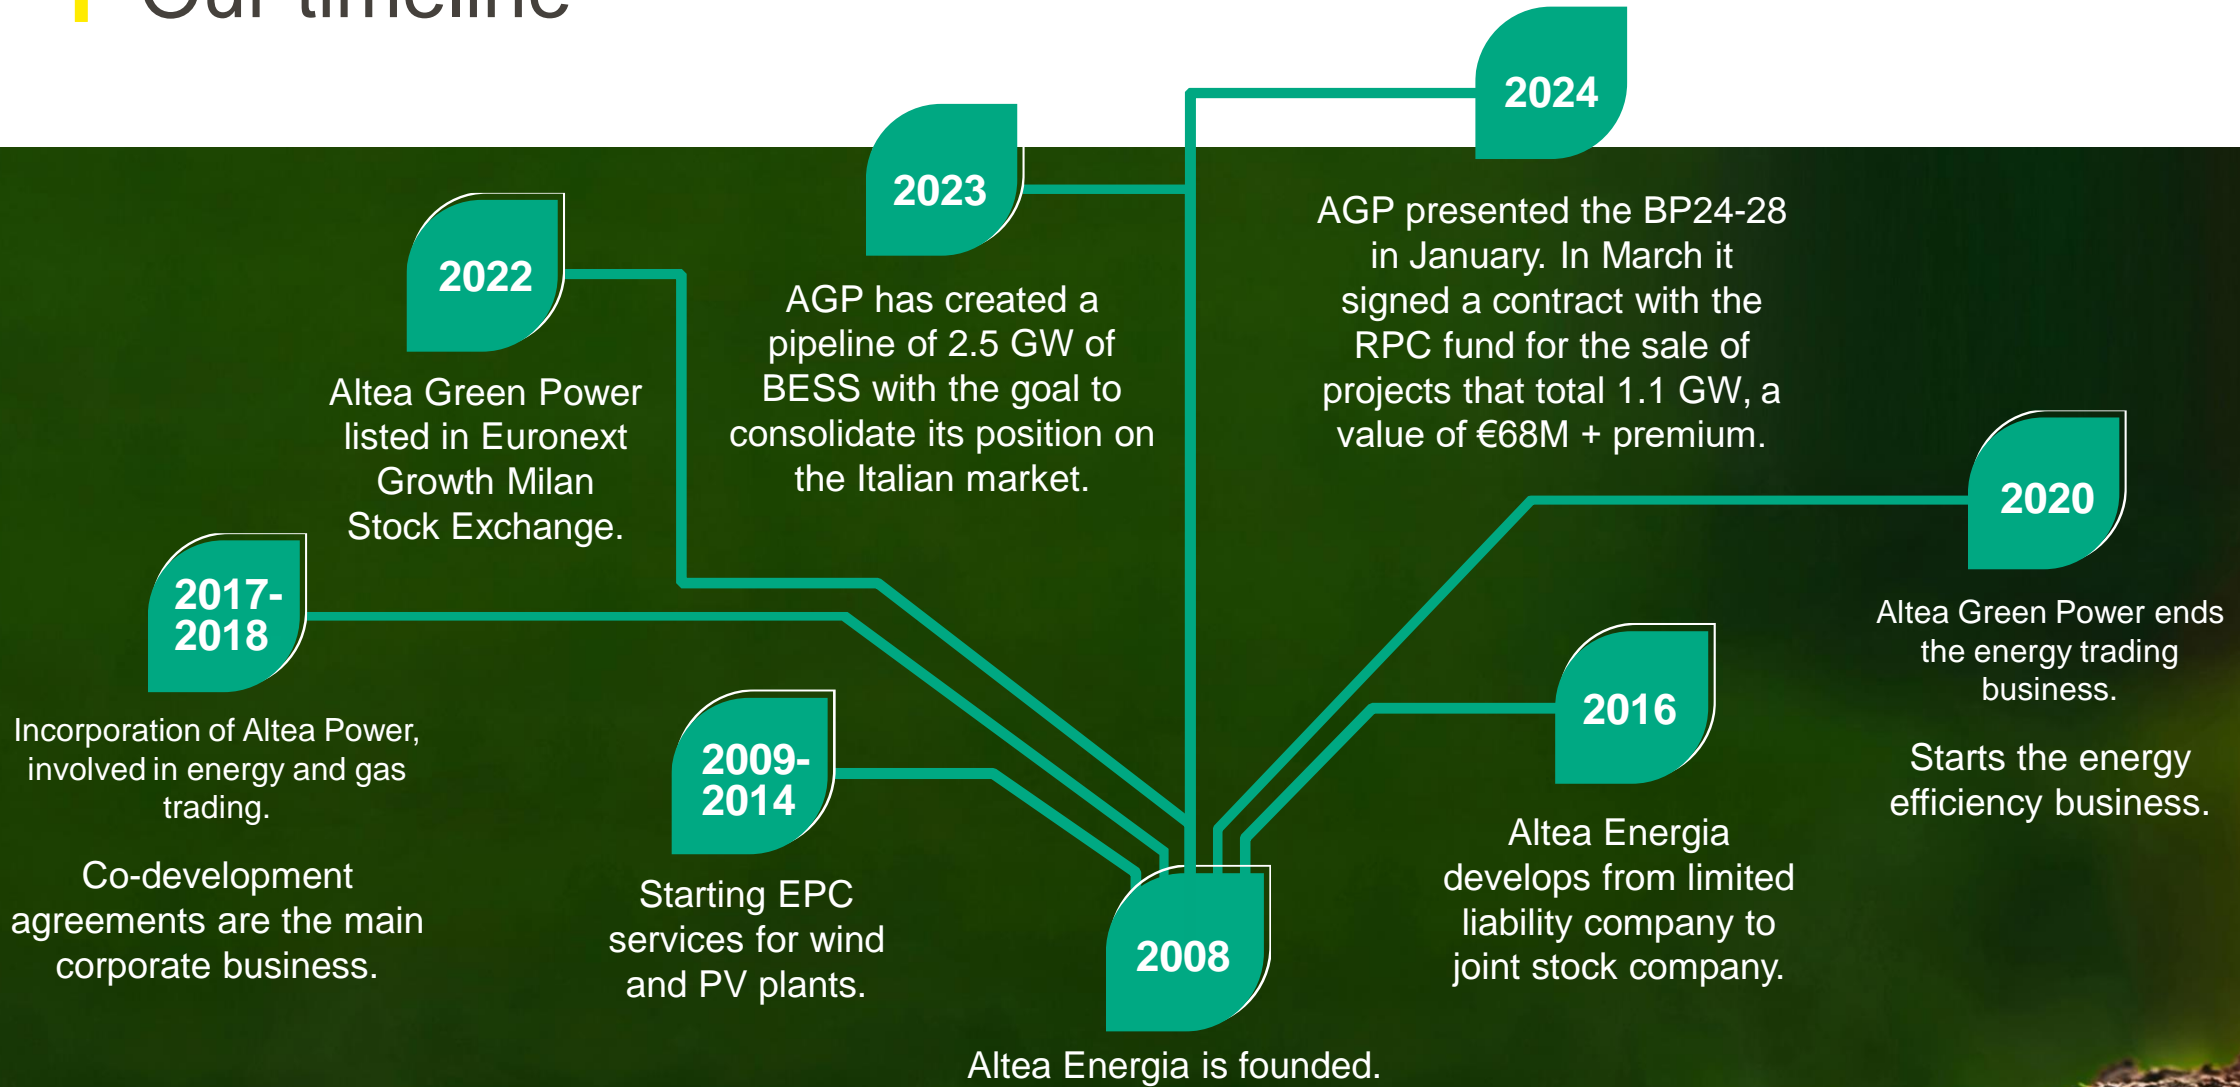 Our timeline
2024
AGP presented the BP24-28
in January. In March it
signed a contract with the
RPC fund for the sale of
projects that total 1.1 GW, a
value of €68M + premium.
2023
AGP has created a
pipeline of 2.5 GW of
BESS with the goal to
consolidate its position on
the Italian market.
2022
Altea Green Power
listed in Euronext
Growth Milan
Stock Exchange.
2020
Altea Green Power ends
the energy trading
business.
Starts the energy
efficiency business.
2017-
2018
Incorporation of Altea Power,
involved in energy and gas
trading.
Co-development
agreements are the main
corporate business.
2016
Altea Energia
develops from limited
liability company to
joint stock company.
2009-
2014
Starting EPC
services for wind
and PV plants.
2008
Altea Energia is founded.